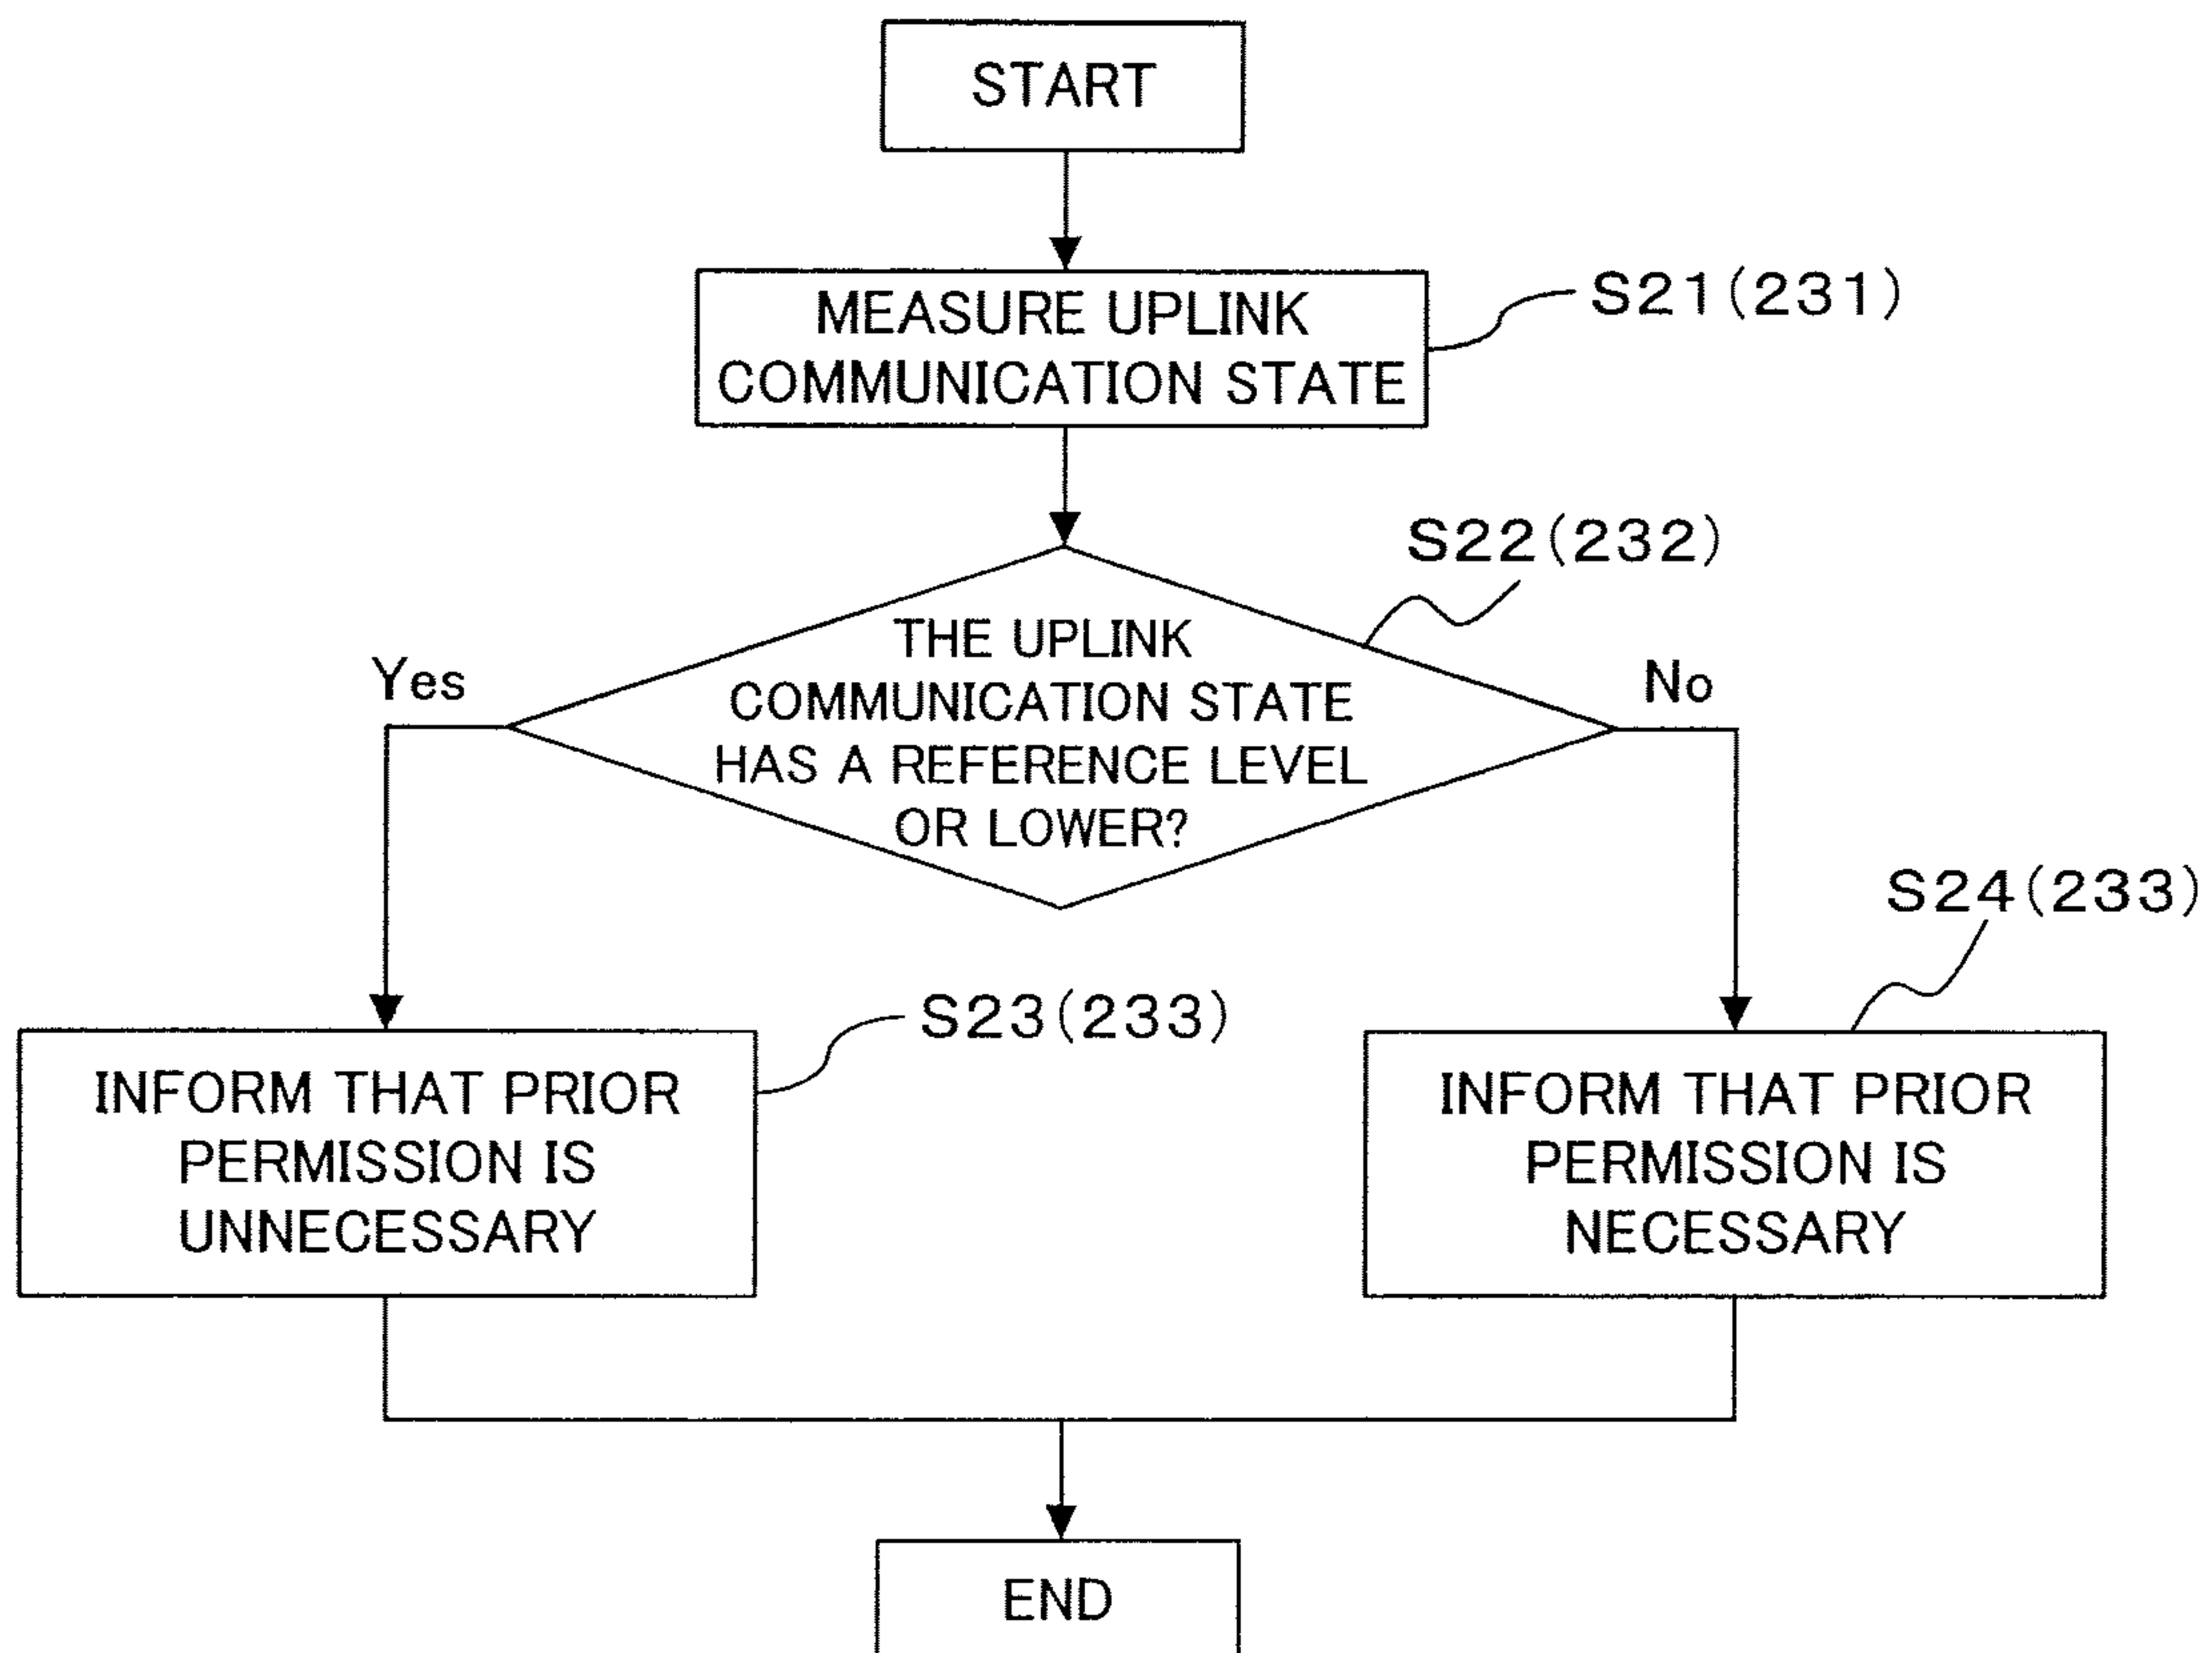 START
MEASURE UPLINK
COMMUNICATION STATE
S21(231)
S22(232)
THE UPLINK
COMMUNICATION STATE
HAS A REFERENCE LEVEL
OR LOWER?
Yes
No
S23(233)
S24(233)
INFORM THAT PRIOR
PERMISSION IS
UNNECESSARY
INFORM THAT PRIOR
PERMISSION IS
NECESSARY
END